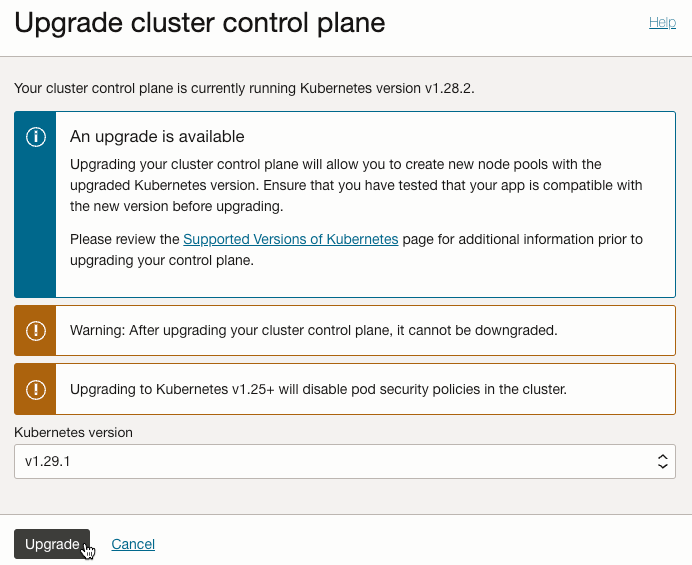 Upgrade cluster control plane
Help
Your cluster control plane is currently running Kubernetes version v1.28.2.
An upgrade is available
Upgrading your cluster control plane will allow you to create new node pools with the
upgraded Kubernetes version. Ensure that you have tested that your app is compatible with
the new version before upgrading.
Please review the Supported Versions of Kubernetes page for additional information prior to
upgrading your control plane.
Warning: After upgrading your cluster control plane, it cannot be downgraded.
Upgrading to Kubernetes v1.25+ will disable pod security policies in the cluster.
Kubernetes version
v1.29.1
Upgrade
Cancel